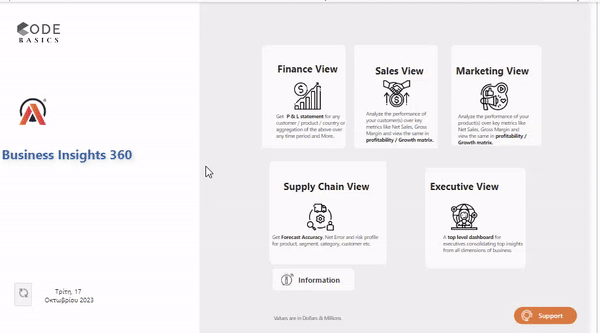 CODE
BASICS
Business Insights 360
Τρίτη, 17
Οκτωβρίου 2023
Finance View
Get P & L statement for any
customer / product / country or
aggregation of the above over
any time period and More..
Sales View
Analyze the performance of
your customer(s) over key
metrics like Net Sales, Gross
Margin and view the same in
profitability / Growth matrix.
Marketing View
Analyze the performance of your
product(s) over key metrics like
Net Sales, Gross Margin and
view the same in profitability /
Growth matrix.
Supply Chain View
Get Forecast Accuracy, Net Error and risk profile
for product, segment, category, customer etc.
Executive View
A top level dashboard for
executives consolidating top insights
from all dimensions of business.
Information
Values are in Dollars & Millions
Support